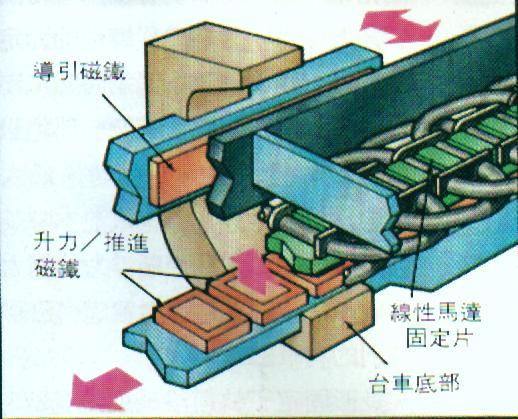 導引磁鐵
升力／推進
磁鐵
線性馬達
固定片
台車底部